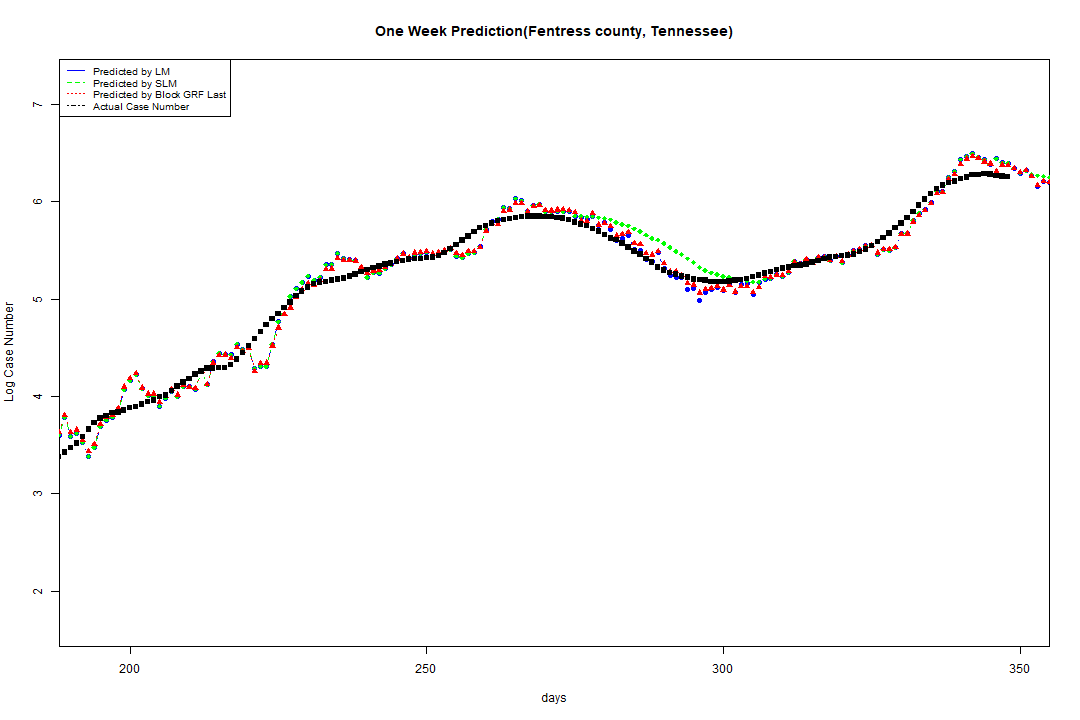 One Week Prediction(Fentress county, Tennessee)
Predicted by LM
Predicted by SLM
Predicted by Block GRF Last
Actual Case Number
7
6
5
4
3
2
Log Case Number
200
250
300
350
days